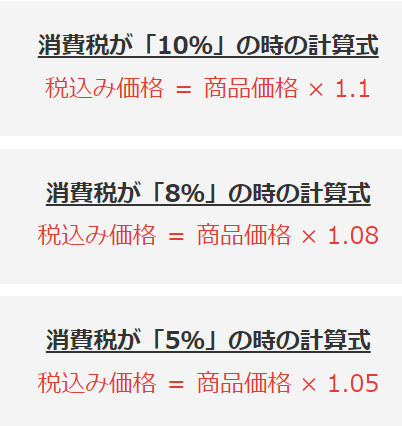 消費税が「10%」の時の計算式
税込み価格 = 商品価格 × 1.1
消費税が「8%」の時の計算式
税込み価格 = 商品価格 × 1.08
消費税が「5%」の時の計算式
税込み価格 = 商品価格 × 1.05